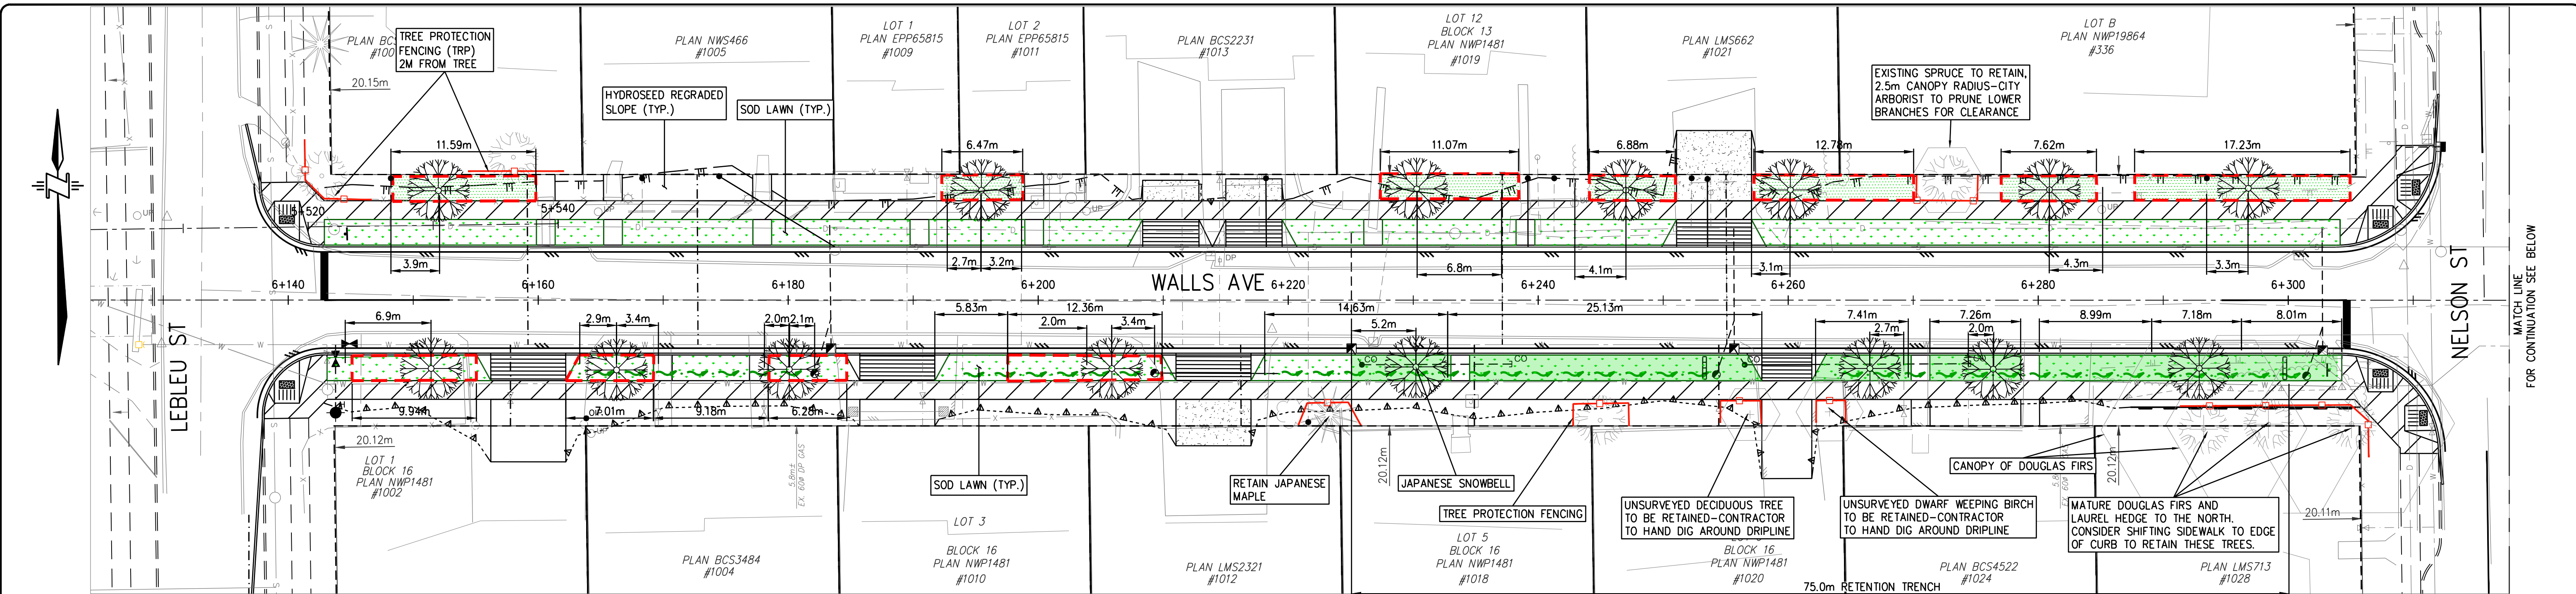 LOT 1
PLAN EPP65815
#1009
LOT 2
PLAN EPP65815
#1011
LOT 12
BLOCK 13
PLAN NWP1481
#1019
LOT B
PLAN NWP19864
#336
PLAN NWS466
#1005
PLAN BCS2231
#1013
PLAN LMS662
#1021
TREE PROTECTION
FENCING (TRP)
2M FROM TREE
20.15m
HYDROSEED REGRADED
SLOPE (TYP.)
SOD LAWN (TYP.)
EXISTING SPRUCE TO RETAIN,
2.5m CANOPY RADIUS-CITY
ARBORIST TO PRUNE LOWER
BRANCHES FOR CLEARANCE
11.59m
6.47m
11.07m
6.88m
12.78m
7.62m
17.23m
5+520
5+540
3.9m
2.7m
3.2m
6.8m
4.1m
3.1m
4.3m
3.3m
6+140
6+160
6+180
6+200
WALLS AVE
6+220
6+240
6+260
6+280
6+300
LEBLEU ST
NELSON ST
MATCH LINE
FOR CONTINUATION SEE BELOW
6.9m
2.9m
3.4m
2.0m
2.1m
5.83m
12.36m
2.0m
3.4m
14.63m
5.2m
25.13m
7.41m
2.7m
7.26m
2.0m
8.99m
7.18m
8.01m
CO
CO
CO
9.94m
7.01m
9.18m
6.28m
20.12m
LOT 1
BLOCK 16
PLAN NWP1481
#1002
5.8m±
EX. 60Ø DP GAS
SOD LAWN (TYP.)
RETAIN JAPANESE
MAPLE
20.12m
JAPANESE SNOWBELL
TREE PROTECTION FENCING
UNSURVEYED DECIDUOUS TREE
TO BE RETAINED-CONTRACTOR
TO HAND DIG AROUND DRIPLINE
UNSURVEYED DWARF WEEPING BIRCH
TO BE RETAINED-CONTRACTOR
TO HAND DIG AROUND DRIPLINE
CANOPY OF DOUGLAS FIRS
20.12m
MATURE DOUGLAS FIRS AND
LAUREL HEDGE TO THE NORTH.
CONSIDER SHIFTING SIDEWALK TO EDGE
OF CURB TO RETAIN THESE TREES.
20.11m
PLAN BCS3484
#1004
LOT 3
BLOCK 16
PLAN NWP1481
#1010
PLAN LMS2321
#1012
LOT 5
BLOCK 16
PLAN NWP1481
#1018
BLOCK 16
PLAN NWP1481
#1020
PLAN BCS4522
#1024
PLAN LMS713
#1028
75.0m RETENTION TRENCH